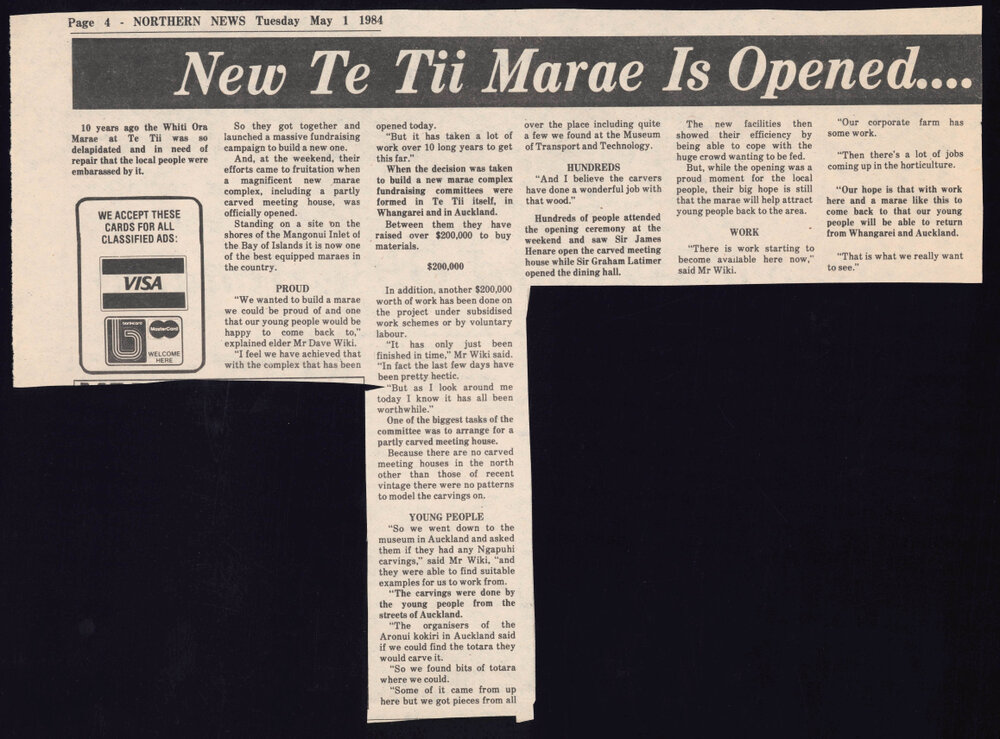 Page 4 - NORTHERN NEWS Tuesday May 1 1984
New Te Tii Marae Is Opened....
10 years ago the Whiti Ora
Marae at Te Tii was so
delapidated and in need of
repair that the local people were
embarassed by it.
WE ACCEPT THESE
CARDS FOR ALL
CLASSIFIED ADS:
VISA
bankcard
MasterCard
WELCOME
HERE
So they got together and
launched a massive fundraising
campaign to build a new one.
And, at the weekend, their
efforts came to fruitation when
a magnificent new marae
complex, including a partly
carved meeting house, was
officially opened.
Standing on a site on the
shores of the Mangonui Inlet of
the Bay of Islands it is now one
of the best equipped maraes in
the country.
PROUD
"We wanted to build a marae
we could be proud of and one
that our young people would be
happy to come back to,"
explained elder Mr Dave Wiki.
"I feel we have achieved that
with the complex that has been
opened today.
"But it has taken a lot of
work over 10 long years to get
this far."
When the decision was taken
to build a new marae complex
fundraising committees were
formed in Te Tii itself, in
Whangarei and in Auckland.
Between them they have
raised over $200,000 to buy
materials.
$200,000
In addition, another $200,000
worth of work has been done on
the project under subsidised
work schemes or by voluntary
labour.
"It has only just been
finished in time," Mr Wiki said.
"In fact the last few days have
been pretty hectic.
"But as I look around me
today I know it has all been
worthwhile."
One of the biggest tasks of the
committee was to arrange for a
partly carved meeting house.
Because there are no carved
meeting houses in the north
other than those of recent
vintage there were no patterns
to model the carvings on.
YOUNG PEOPLE
"So we went down to the
museum in Auckland and asked
them if they had any Ngapuhi
carvings," said Mr Wiki, "and
they were able to find suitable
examples for us to work from.
"The carvings were done by
the young people from the
streets of Auckland.
"The organisers of the
Aronui kokiri in Auckland said
if we could find the totara they
would carve it.
"So we found bits of totara
where we could.
"Some of it came from up
here but we got pieces from all
over the place including quite
a few we found at the Museum
of Transport and Technology.
HUNDREDS
"And I believe the carvers
have done a wonderful job with
that wood."
Hundreds of people attended
the opening ceremony at the
weekend and saw Sir James
Henare open the carved meeting
house while Sir Graham Latimer
opened the dining hall.
The new facilities then
showed their efficiency by
being able to cope with the
huge crowd wanting to be fed.
But, while the opening was a
proud moment for the local
people, their big hope is still
that the marae will help attract
young people back to the area.
WORK
"There is work starting to
become available here now,"
said Mr Wiki.
"Our corporate farm has
some work.
"Then there's a lot of jobs
coming up in the horticulture.
"Our hope is that with work
here and a marae like this to
come back to that our young
people will be able to return
from Whangarei and Auckland.
"That is what we really want
to see."